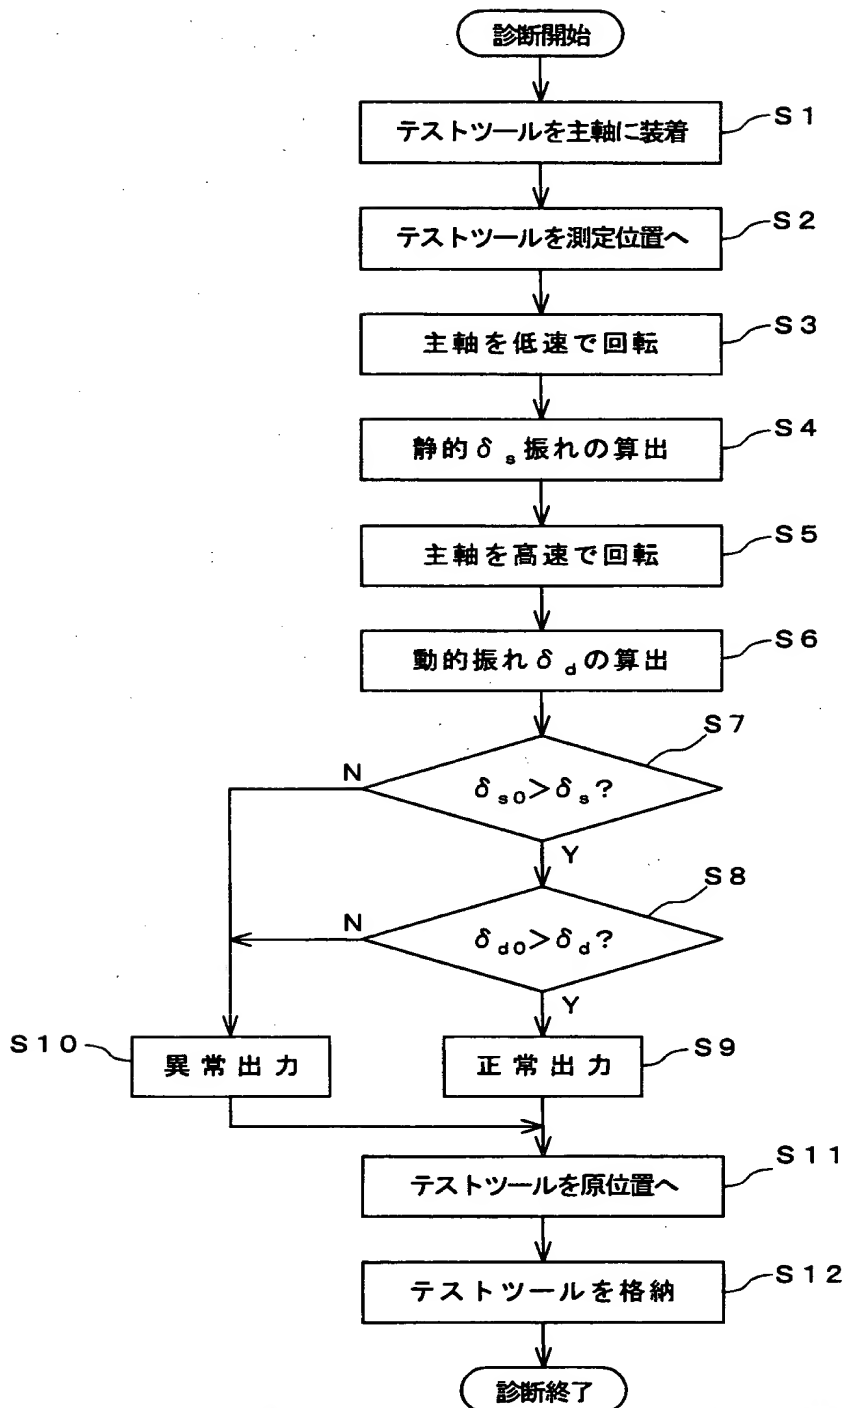 診断開始
テストツールを主軸に装着
S1
テストツールを測定位置へ
S2
主軸を低速で回転
S3
静的δs振れの算出
S4
主軸を高速で回転
S5
動的振れδdの算出
S6
δs0>δs?
S7
N
Y
δd0>δd?
S8
N
Y
S10
異常出力
正常出力
S9
テストツールを原位置へ
S11
テストツールを格納
S12
診断終了